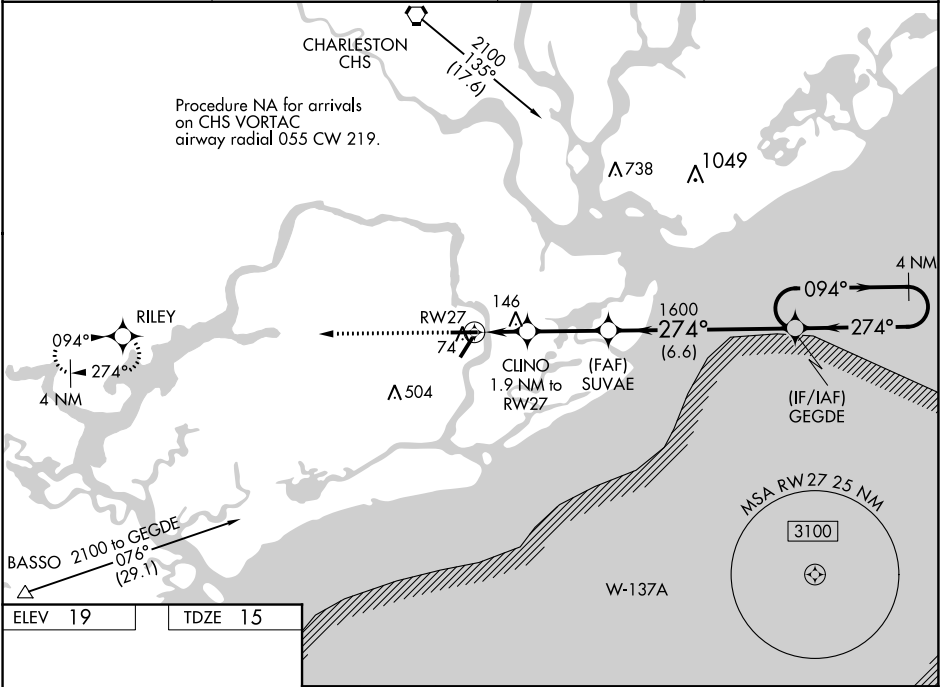 CHARLESTON
CHS
2100
135°
(17.6)
Procedure NA for arrivals
on CHS VORTAC
airway radial 055 CW 219.
738
1049
4 NM
094°
274°
RILEY
094°
274°
4 NM
RW27
74
146
CLINO
1.9 NM to
RW27
(FAF)
SUVAE
1600
274°
(6.6)
(IF/IAF)
GEGDE
504
MSA RW27 25 NM
3100
W-137A
BASSO
2100 to GEGDE
076°
(29.1)
ELEV 19
TDZE 15